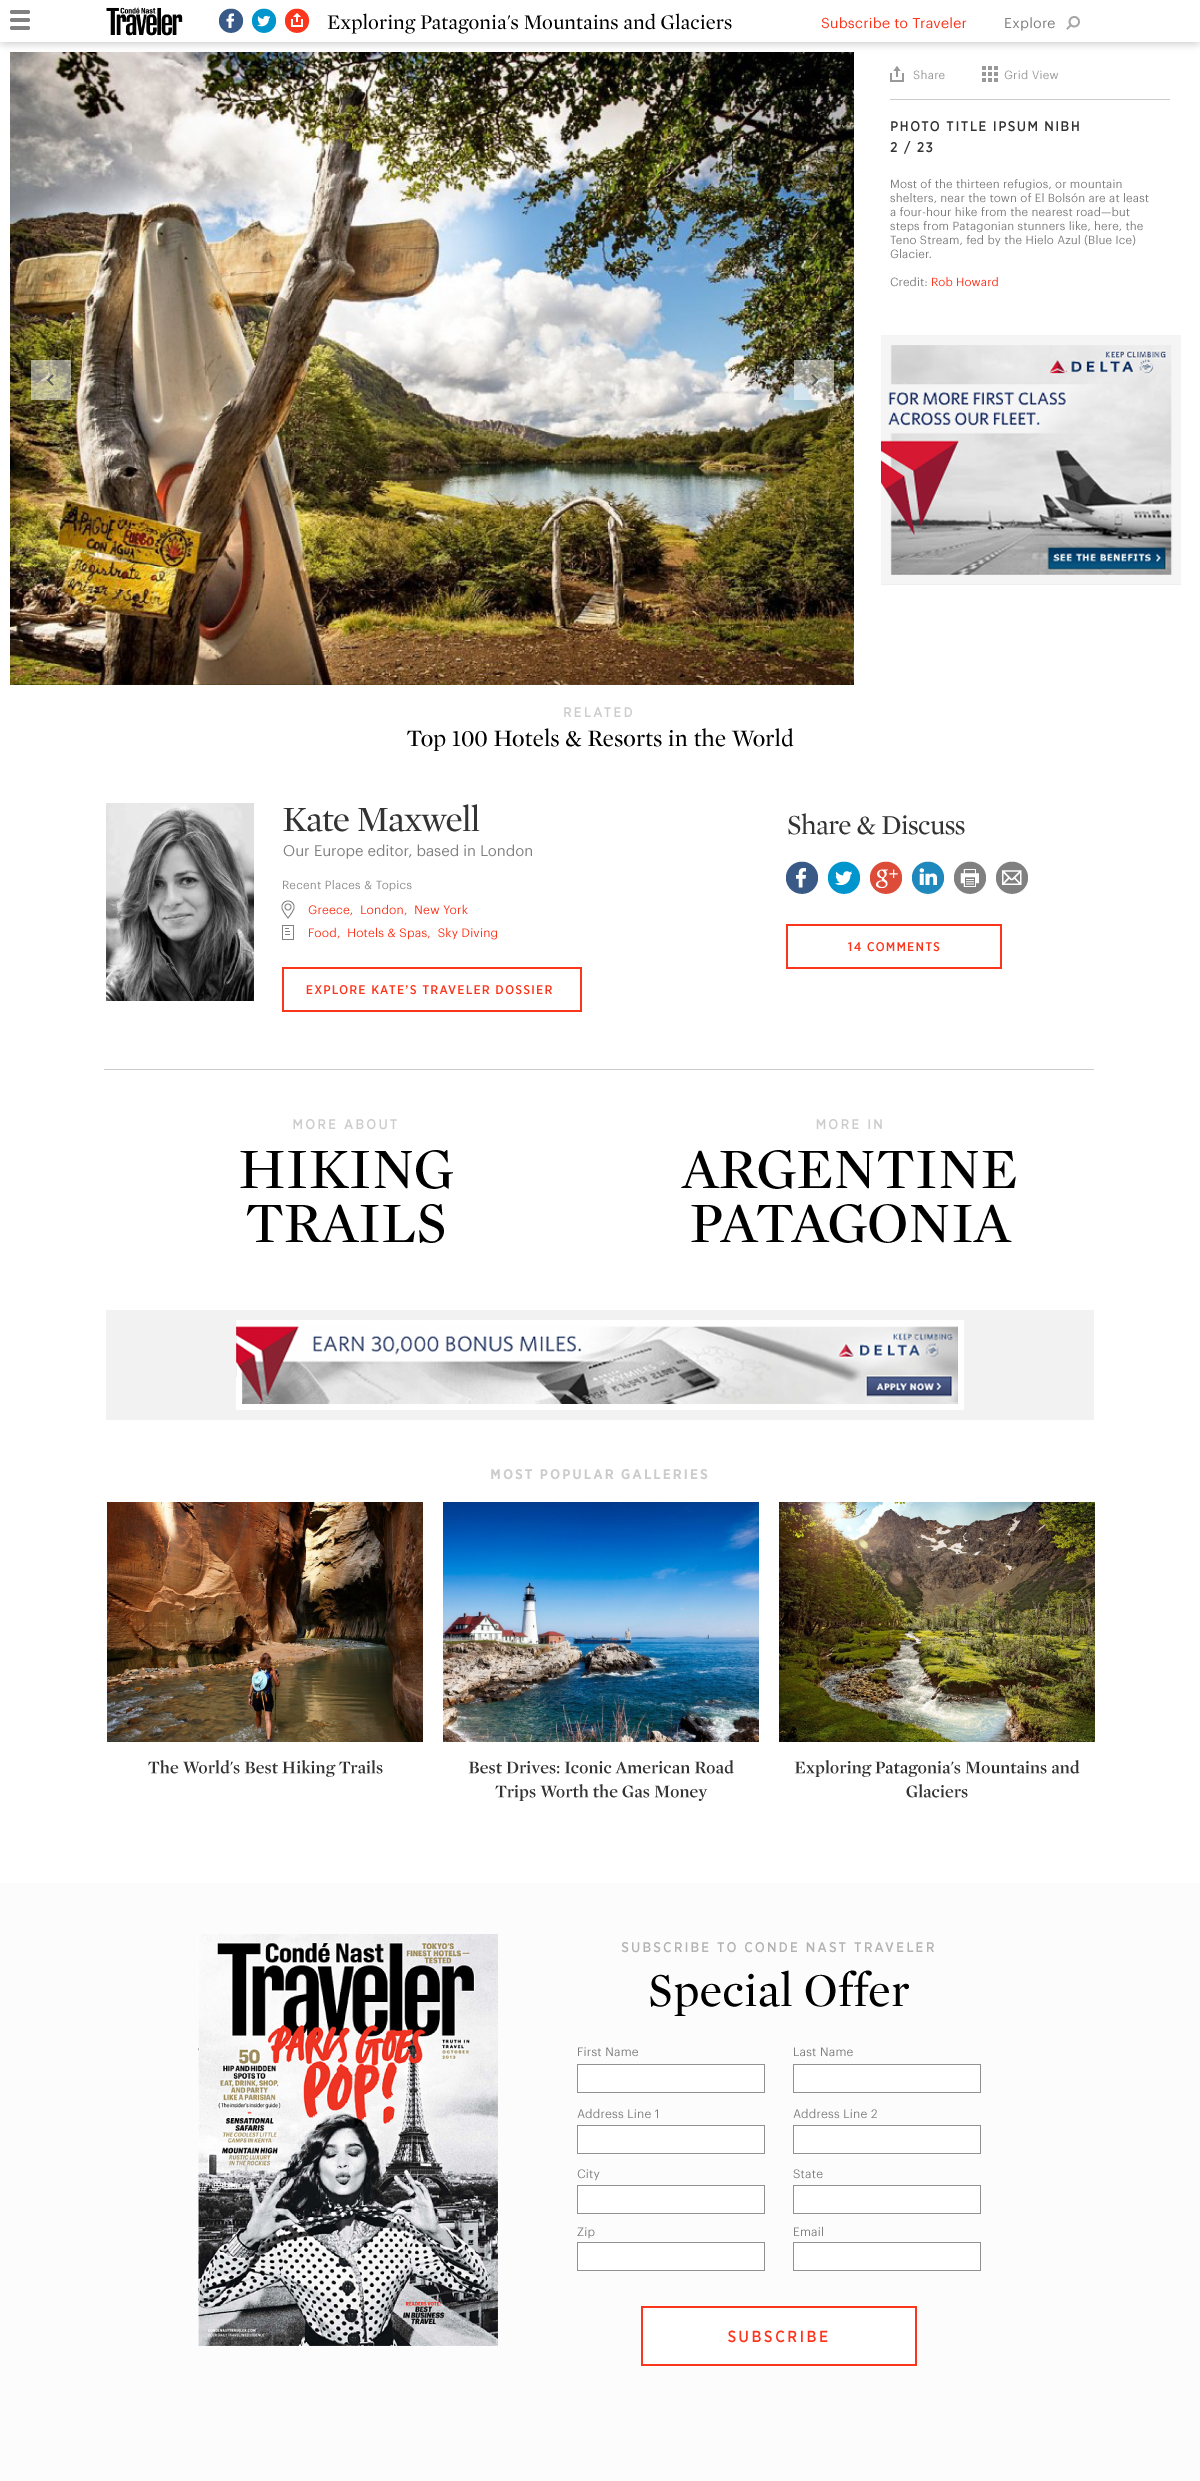 Condé Nast
Traveler
Exploring Patagonia's Mountains and Glaciers
Subscribe to Traveler
Explore
Share
Grid View
PHOTO TITLE IPSUM NIBH
2 / 23
Most of the thirteen refugios, or mountain
shelters, near the town of El Bolsón are at least
a four-hour hike from the nearest road—but
steps from Patagonian stunners like, here, the
Teno Stream, fed by the Hielo Azul (Blue Ice)
Glacier.
Credit: Rob Howard
APAGUE
FUEGO
CON AGUA
Registrate al
y Salir
KEEP CLIMBING
DELTA
FOR MORE FIRST CLASS
ACROSS OUR FLEET.
SEE THE BENEFITS >
RELATED
Top 100 Hotels & Resorts in the World
Kate Maxwell
Our Europe editor, based in London
Recent Places & Topics
Greece, London, New York
Food, Hotels & Spas, Sky Diving
EXPLORE KATE'S TRAVELER DOSSIER
Share & Discuss
14 COMMENTS
MORE ABOUT
HIKING
TRAILS
MORE IN
ARGENTINE
PATAGONIA
EARN 30,000 BONUS MILES.
KEEP CLIMBING
DELTA
APPLY NOW >
MOST POPULAR GALLERIES
The World's Best Hiking Trails
Best Drives: Iconic American Road
Trips Worth the Gas Money
Exploring Patagonia's Mountains and
Glaciers
Condé Nast
Traveler
TOKYO'S
FINEST HOTELS—
TESTED
PARIS GOES
POP!
TRUTH IN
TRAVEL
OCTOBER
2013
50
HIP AND HIDDEN
SPOTS TO
EAT, DRINK, SHOP,
AND PARTY
LIKE A PARISIAN
(The insider's insider guide)
SENSATIONAL
SAFARIS
THE COOLEST LITTLE
CAMPS IN KENYA
MOUNTAIN HIGH
RUSTIC LUXURY
IN THE ROCKIES
READERS VOTE!
BEST
IN BUSINESS
TRAVEL
SUBSCRIBE TO CONDE NAST TRAVELER
Special Offer
First Name
Last Name
Address Line 1
Address Line 2
City
State
Zip
Email
SUBSCRIBE